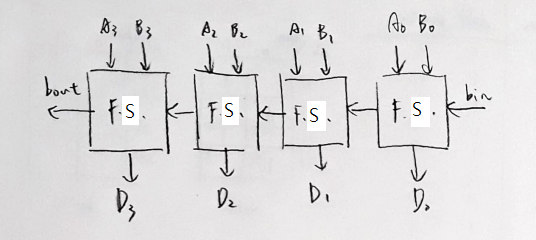 A3 B3 A2 B2 A1 B1 A0 B0
bout F.S. F.S. F.S. F.S. bin
D3 D2 D1 D0